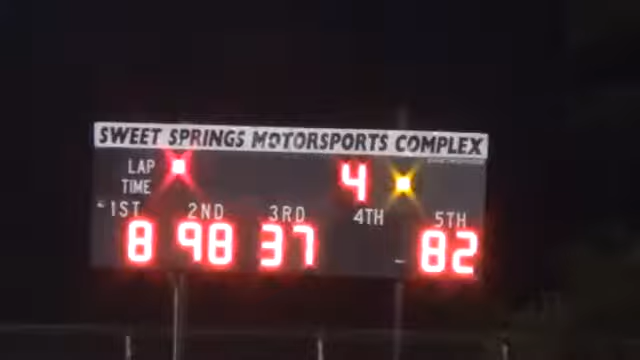 SWEET SPRINGS MOTORSPORTS COMPLEX
LAP 4
TIME
1ST 2ND 3RD 4TH 5TH
8 98 37 82